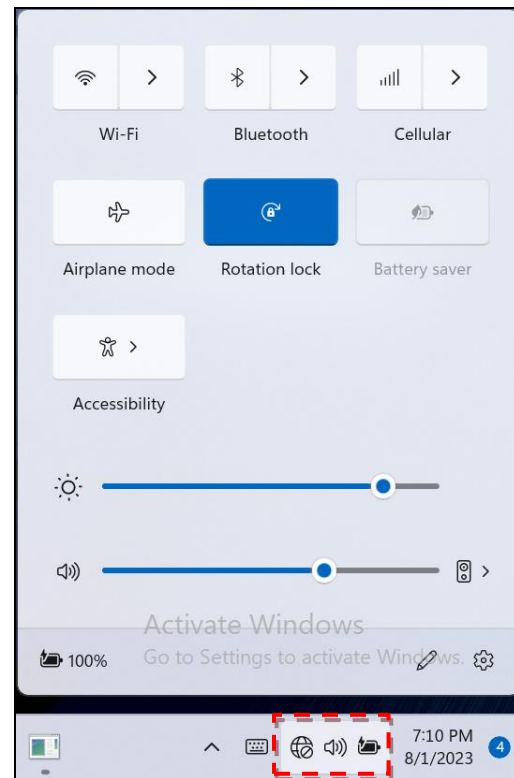 Wi-Fi Bluetooth Cellular
Airplane mode Rotation lock Battery saver
Accessibility
Activate Windows
100% Go to Settings to activate Windows.
7:10 PM
8/1/2023
4